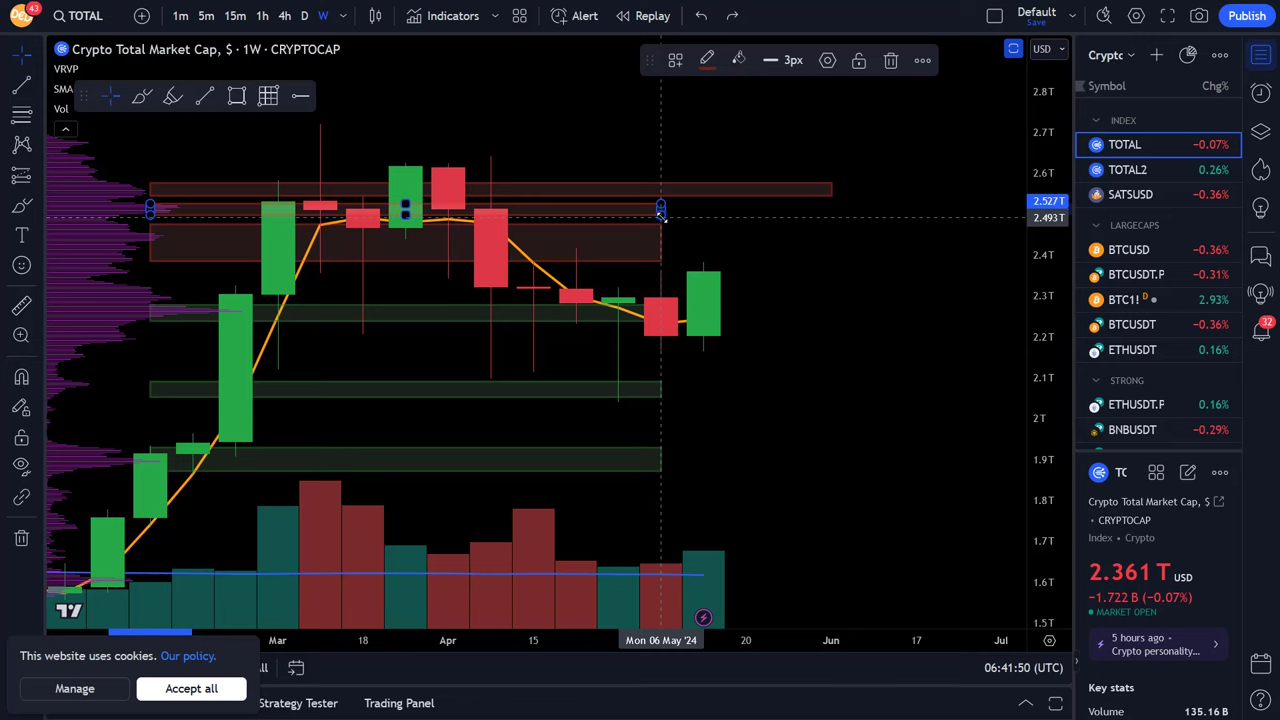 43
TOTAL
1m 5m 15m 1h 4h D W
Indicators
Alert
Replay
Default
Save
Publish
Crypto Total Market Cap, $ · 1W · CRYPTOCAP
VRVP
SMA
Vol
3px
USD
2.8T
2.7T
2.6T
2.527T
2.493T
2.4T
2.3T
2.2T
2.1T
2T
1.9T
1.8T
1.7T
1.6T
1.5T
Mar
18
Apr
15
Mon 06 May '24
20
Jun
17
Jul
06:41:50 (UTC)
This website uses cookies. Our policy.
Manage
Accept all
all
Strategy Tester
Trading Panel
Crypto
Symbol Chg%
INDEX
TOTAL −0.07%
TOTAL2 0.26%
SATSUSD −0.36%
LARGECAPS
BTCUSD −0.36%
BTCUSDT.P −0.31%
BTC1! D 2.93%
BTCUSDT −0.36%
ETHUSDT 0.16%
STRONG
ETHUSDT.P 0.16%
BNBUSDT −0.29%
TC
Crypto Total Market Cap, $
• CRYPTOCAP
Index • Crypto
2.361 T USD
−1.722 B (−0.07%)
MARKET OPEN
5 hours ago •
Crypto personality...
Key stats
Volume 135.16 B
32